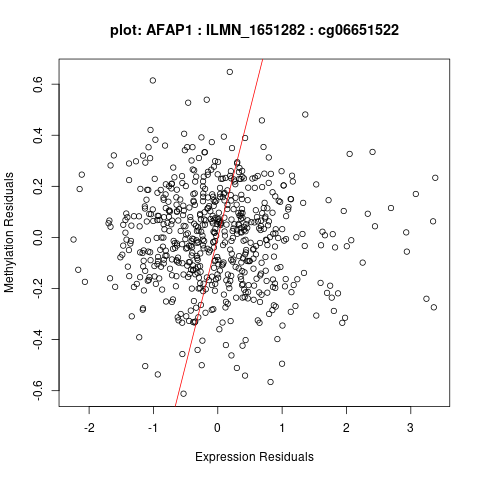 plot: AFAP1 : ILMN_1651282 : cg06651522
Methylation Residuals
0.6
0.4
0.2
0.0
-0.2
-0.4
-0.6
-2 -1 0 1 2 3
Expression Residuals